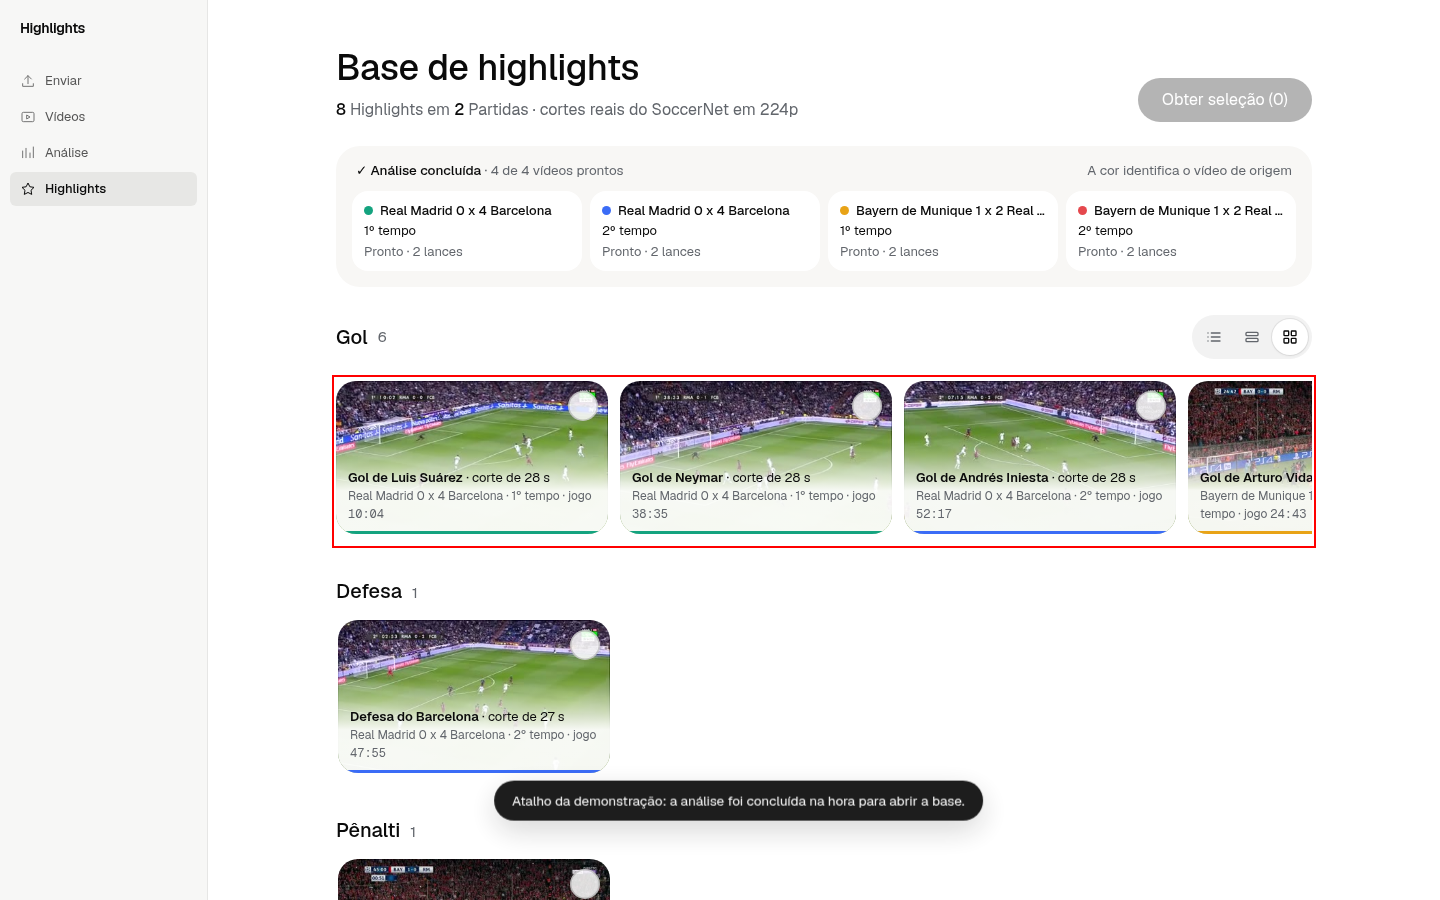 Highlights
Enviar
Vídeos
Análise
Highlights
Base de highlights
8 Highlights em 2 Partidas · cortes reais do SoccerNet em 224p
Obter seleção (0)
✓ Análise concluída · 4 de 4 vídeos prontos
A cor identifica o vídeo de origem
Real Madrid 0 x 4 Barcelona
1º tempo
Pronto · 2 lances
Real Madrid 0 x 4 Barcelona
2º tempo
Pronto · 2 lances
Bayern de Munique 1 x 2 Real ...
1º tempo
Pronto · 2 lances
Bayern de Munique 1 x 2 Real ...
2º tempo
Pronto · 2 lances
Gol 6
Gol de Luis Suárez · corte de 28 s
Real Madrid 0 x 4 Barcelona · 1º tempo · jogo
10:04
Gol de Neymar · corte de 28 s
Real Madrid 0 x 4 Barcelona · 1º tempo · jogo
38:35
Gol de Andrés Iniesta · corte de 28 s
Real Madrid 0 x 4 Barcelona · 2º tempo · jogo
52:17
Gol de Arturo Vida
Bayern de Munique 1
tempo · jogo 24:43
Defesa 1
Defesa do Barcelona · corte de 27 s
Real Madrid 0 x 4 Barcelona · 2º tempo · jogo
47:55
Atalho da demonstração: a análise foi concluída na hora para abrir a base.
Pênalti 1